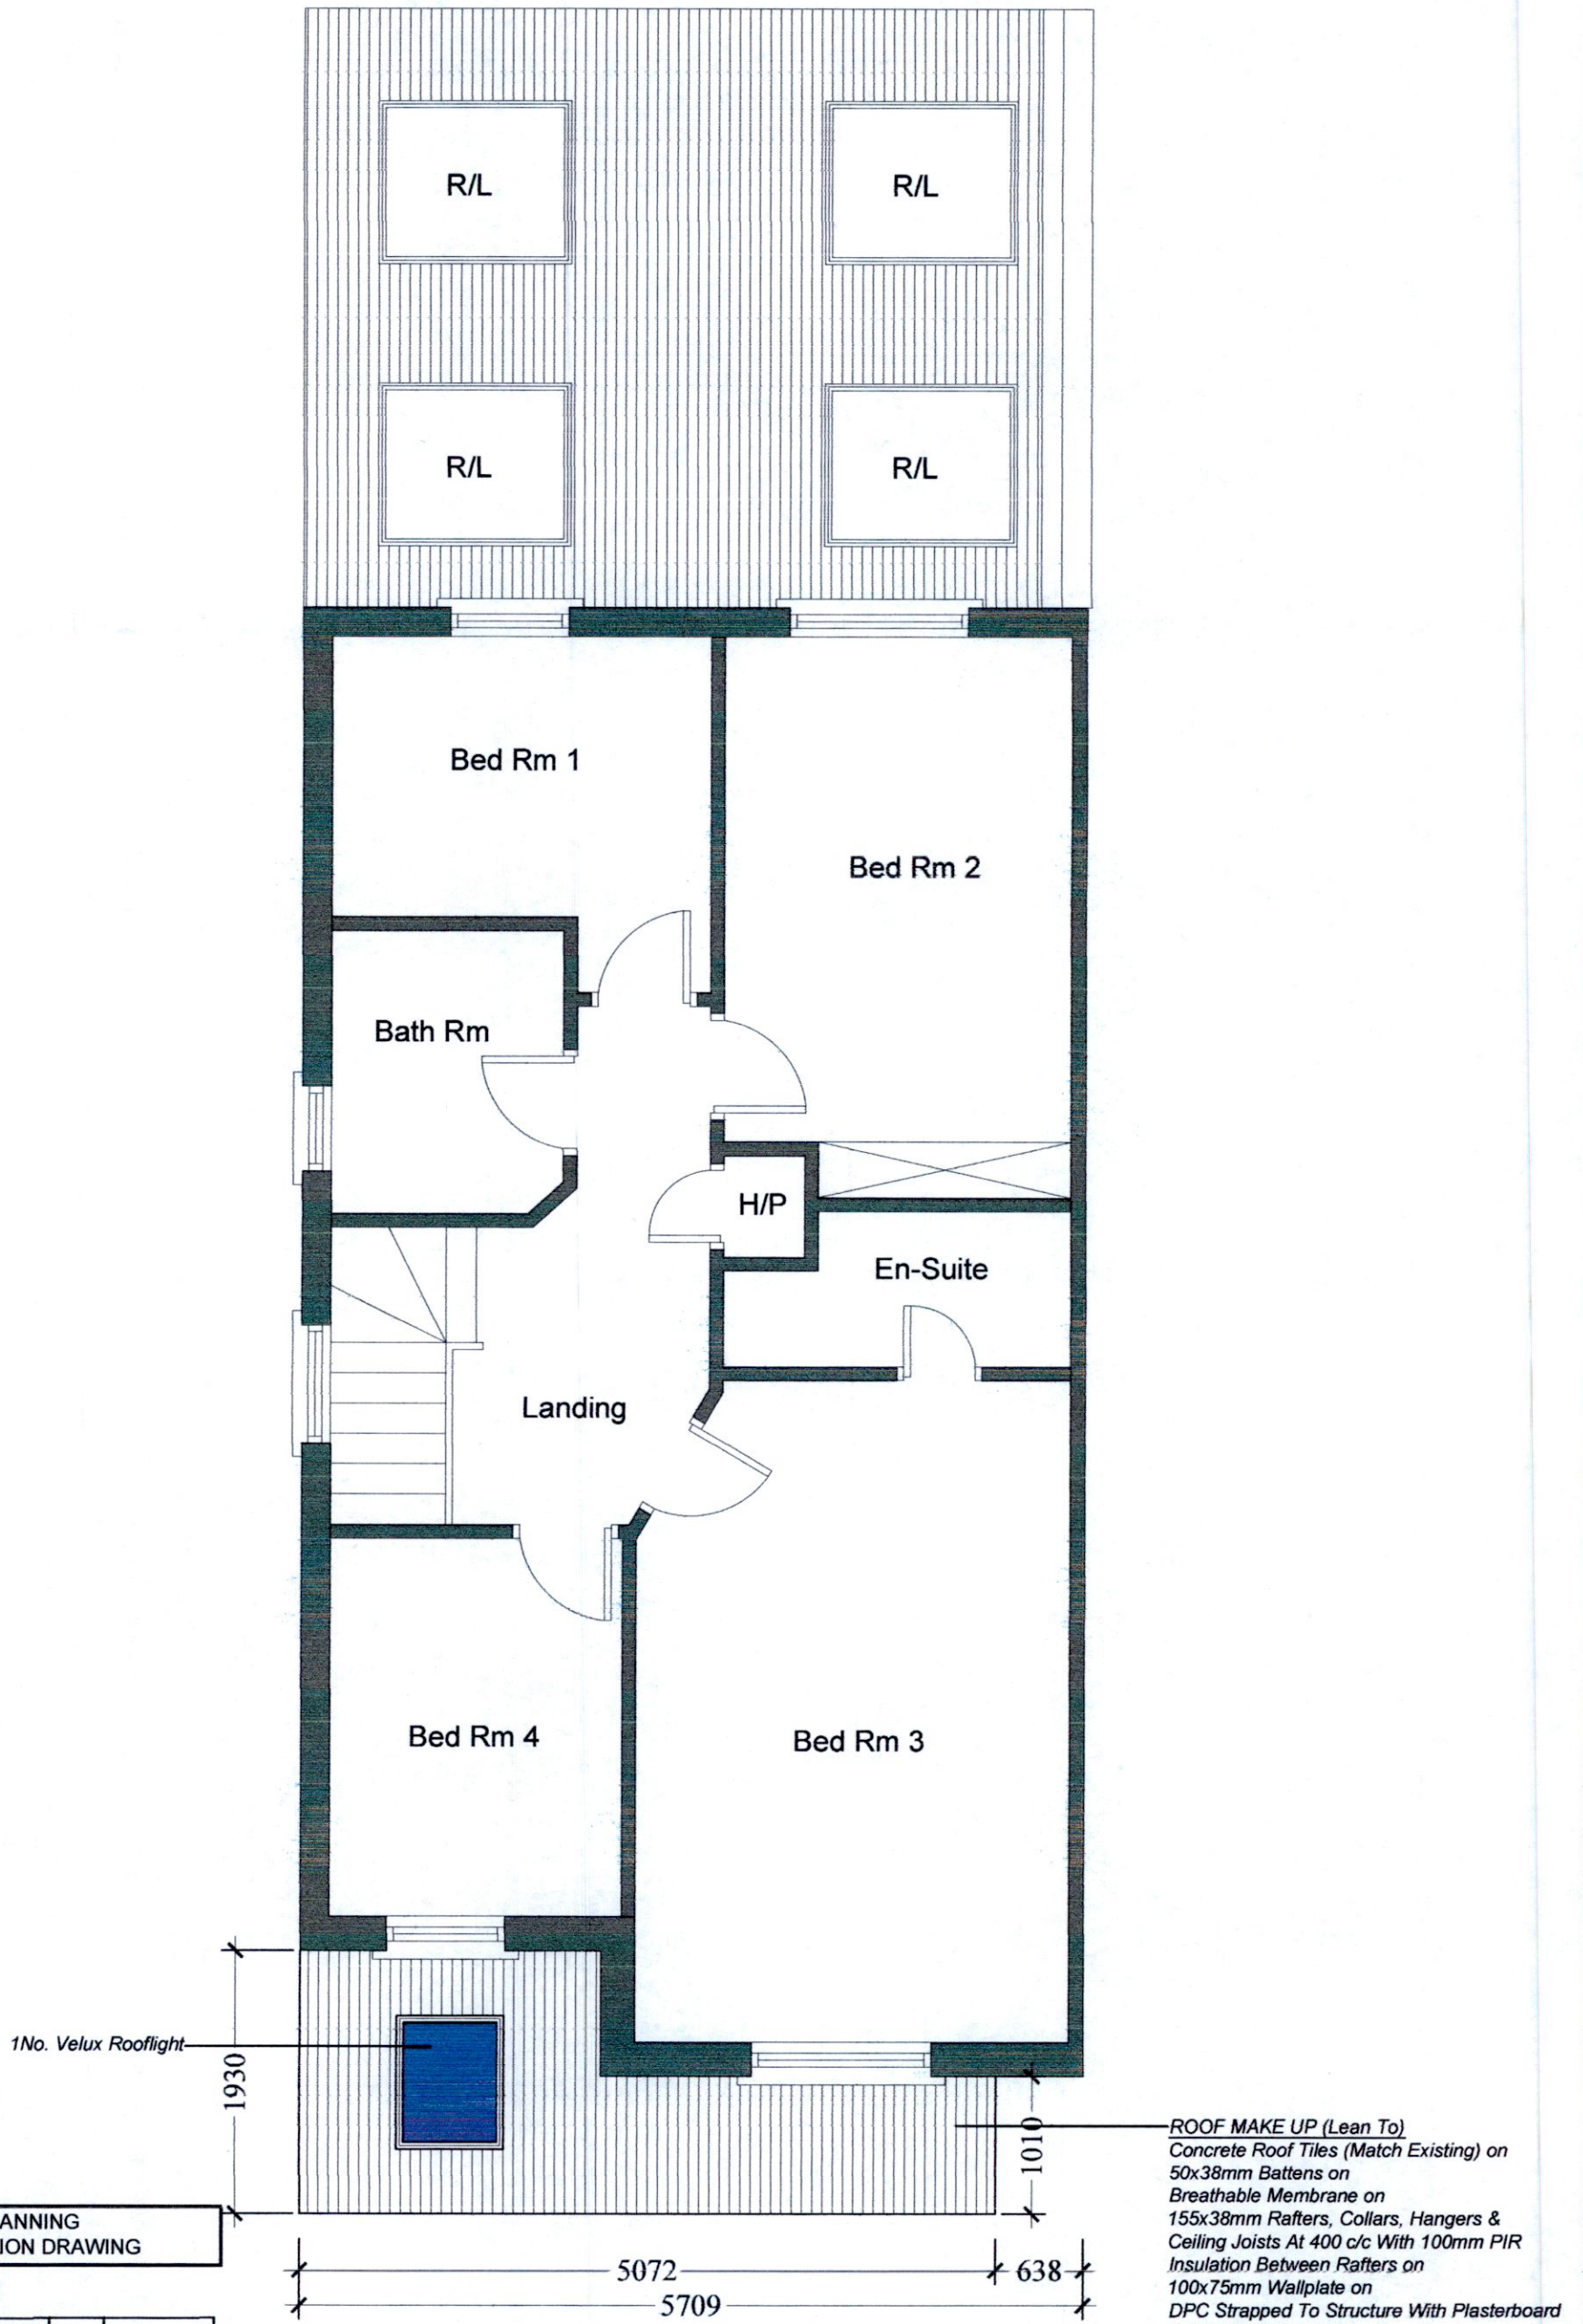 R/L
R/L
R/L
R/L
Bed Rm 1
Bed Rm 2
Bath Rm
H/P
En-Suite
Landing
Bed Rm 4
Bed Rm 3
1No. Velux Rooflight
1930
1010
ROOF MAKE UP (Lean To)
Concrete Roof Tiles (Match Existing) on
50x38mm Battens on
Breathable Membrane on
155x38mm Rafters, Collars, Hangers &
Ceiling Joists At 400 c/c With 100mm PIR
Insulation Between Rafters on
100x75mm Wallplate on
DPC Strapped To Structure With Plasterboard
ANNING
ION DRAWING
5072
638
5709